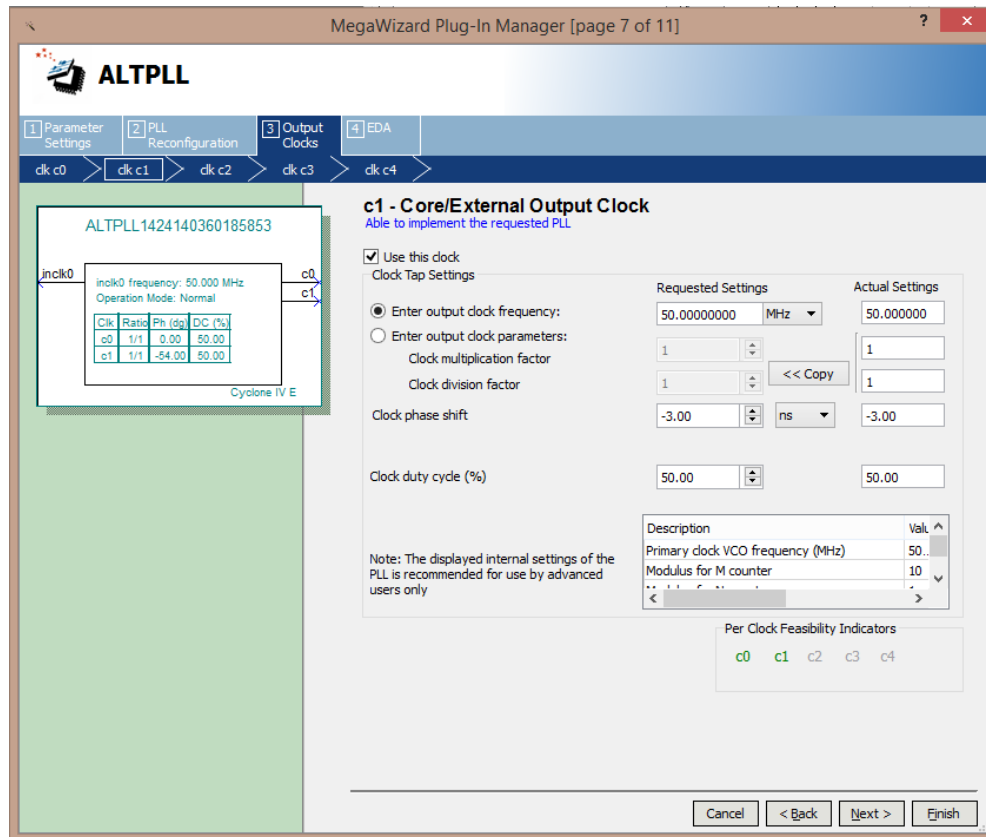 MegaWizard Plug-In Manager [page 7 of 11]
?
ALTPLL
1 Parameter Settings
2 PLL Reconfiguration
3 Output Clocks
4 EDA
clk c0
clk c1
clk c2
clk c3
clk c4
ALTPLL1424140360185853
inclk0
c0
c1
inclk0 frequency: 50.000 MHz
Operation Mode: Normal
Clk Ratio Ph (dg) DC (%)
c0 1/1 0.00 50.00
c1 1/1 -54.00 50.00
Cyclone IV E
c1 - Core/External Output Clock
Able to implement the requested PLL
Use this clock
Clock Tap Settings
Requested Settings
Actual Settings
Enter output clock frequency:
50.00000000
MHz
50.000000
Enter output clock parameters:
Clock multiplication factor
1
1
Clock division factor
1
<< Copy
1
Clock phase shift
-3.00
ns
-3.00
Clock duty cycle (%)
50.00
50.00
Note: The displayed internal settings of the
PLL is recommended for use by advanced
users only
Description
Primary clock VCO frequency (MHz) 50..
Modulus for M counter 10
Per Clock Feasibility Indicators
c0 c1 c2 c3 c4
Cancel
< Back
Next >
Finish